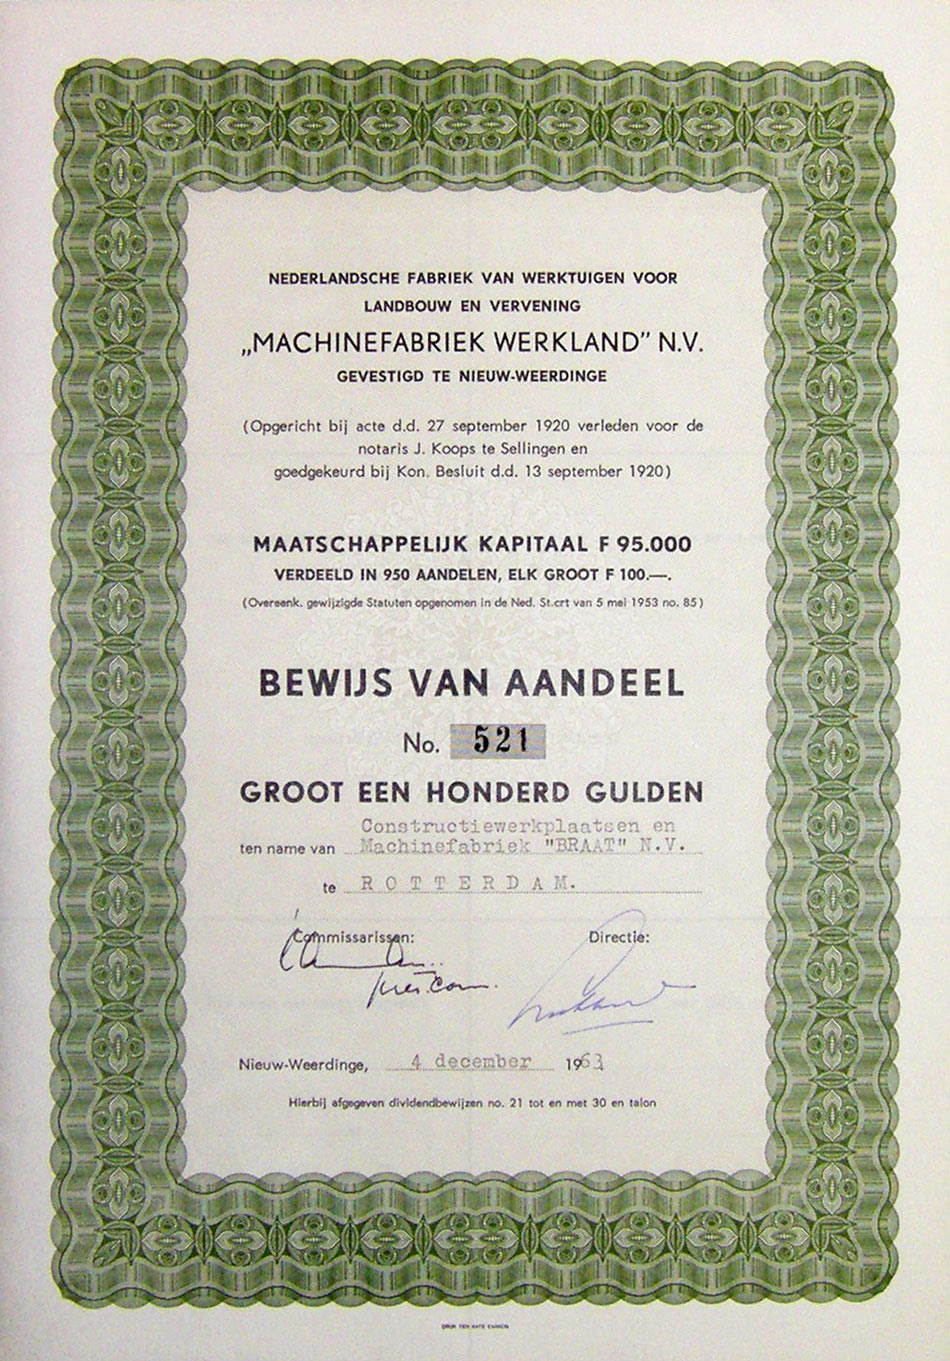 NEDERLANDSCHE FABRIEK VAN WERKTUIGEN VOOR
LANDBOUW EN VERVENING
„MACHINEFABRIEK WERKLAND" N.V.
GEVESTIGD TE NIEUW-WEERDINGE
(Opgericht bij acte d.d. 27 september 1920 verleden voor de
notaris J. Koops te Sellingen en
goedgekeurd bij Kon. Besluit d.d. 13 september 1920)
MAATSCHAPPELIJK KAPITAAL F 95.000
VERDEELD IN 950 AANDELEN, ELK GROOT F 100.—.
(Overeenk. gewijzigde Statuten opgenomen in de Ned. St.crt van 5 mei 1953 no. 85)
BEWIJS VAN AANDEEL
No. 521
GROOT EEN HONDERD GULDEN
Constructiewerkplaatsen en
ten name van Machinefabriek "BRAAT" N.V.
te ROTTERDAM.
Commissarissen: Directie:
pres. com.
Nieuw-Weerdinge, 4 december 1963
Hierbij afgegeven dividendbewijzen no. 21 tot en met 30 en talon
DRUK TEN KATE EMMEN